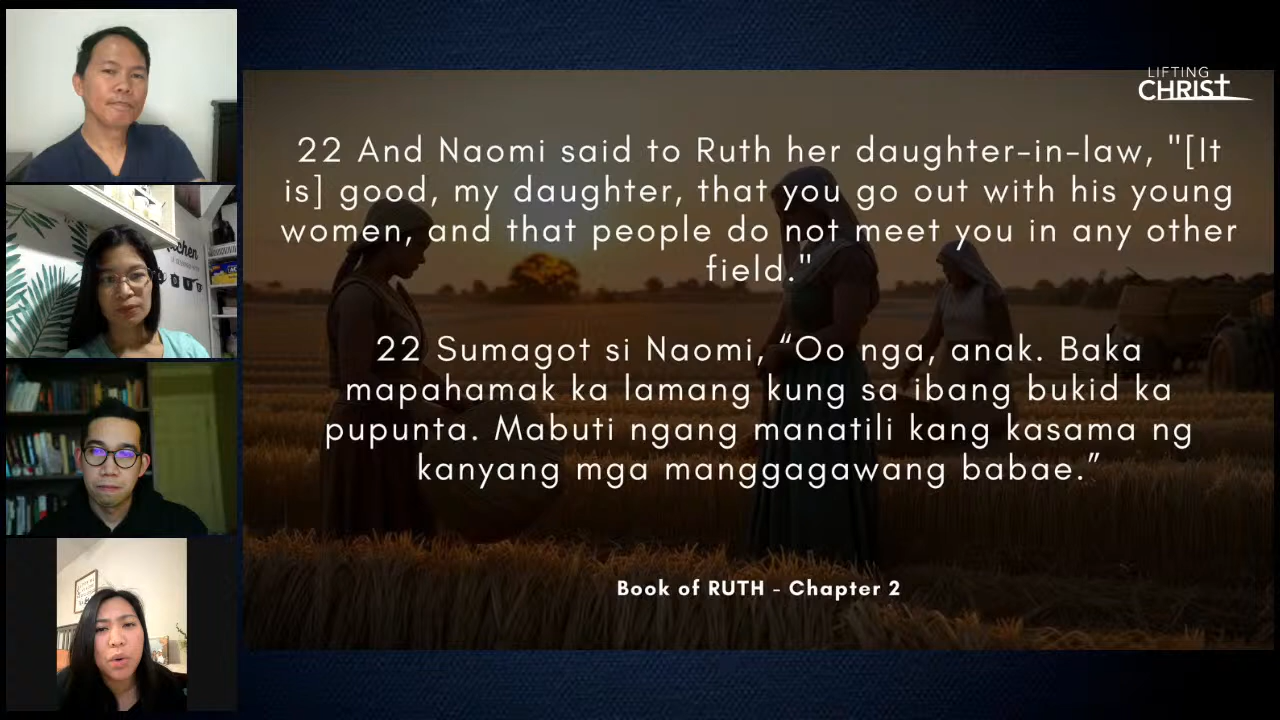 LIFTING
CHRIST
22 And Naomi said to Ruth her daughter-in-law, "[It
is] good, my daughter, that you go out with his young
women, and that people do not meet you in any other
field."
22 Sumagot si Naomi, “Oo nga, anak. Baka
mapahamak ka lamang kung sa ibang bukid ka
pupunta. Mabuti ngang manatili kang kasama ng
kanyang mga manggagawang babae.”
Book of RUTH - Chapter 2